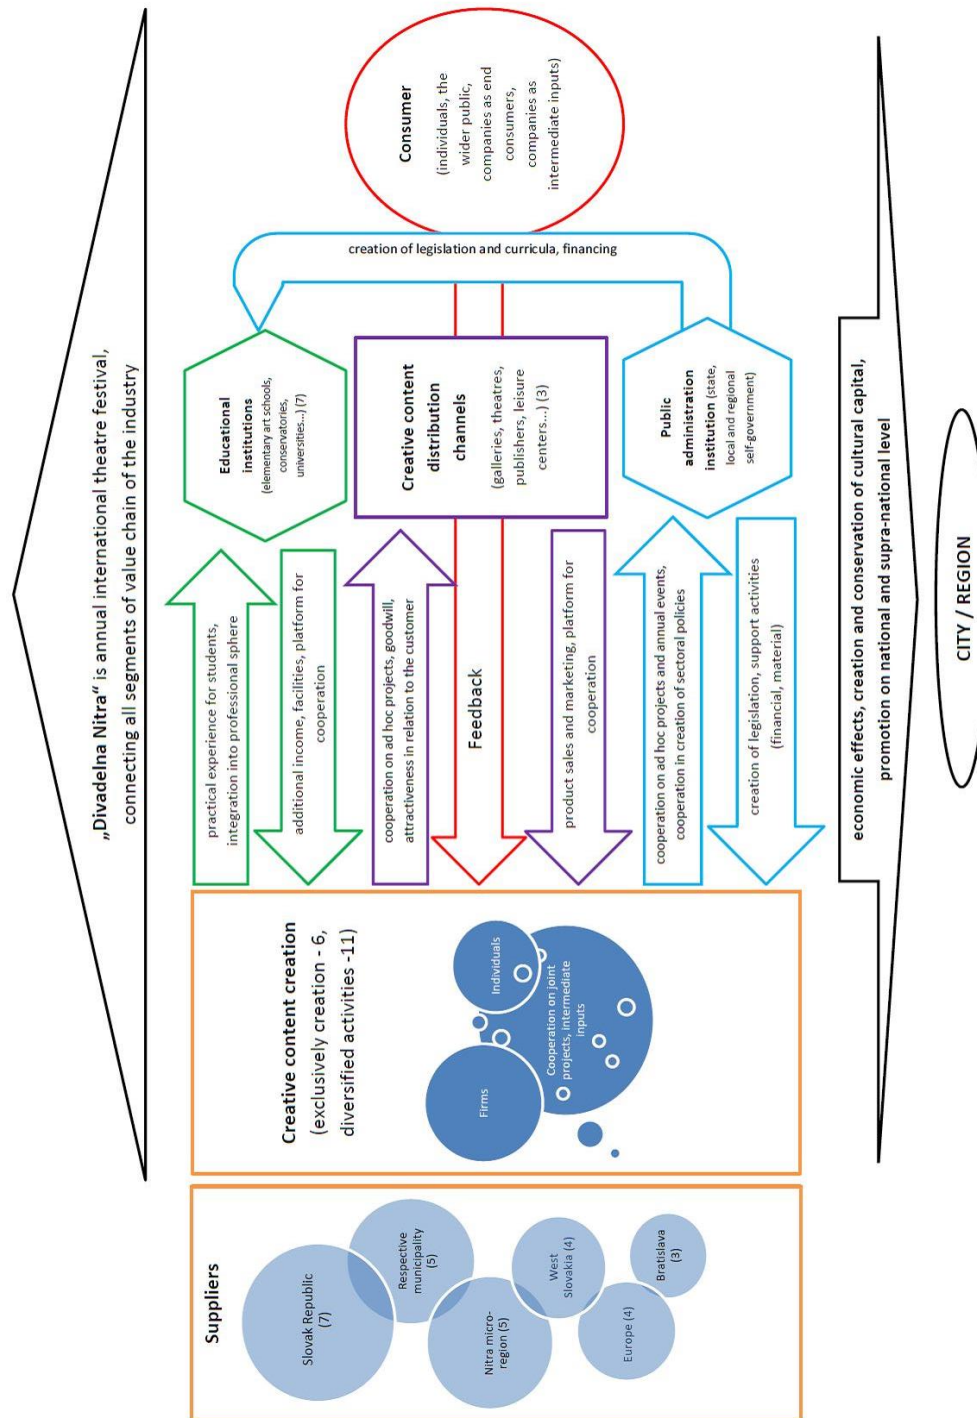 „Divadelna Nitra“ is annual international theatre festival,
connecting all segments of value chain of the industry
Suppliers
Slovak Republic
(7)
Respective
municipality
(5)
Nitra micro-
region (5)
West
Slovakia (4)
Europe (4)
Bratislava
(3)
Creative content creation
(exclusively creation - 6,
diversified activities -11)
Firms
Individuals
Cooperation on joint
projects, intermediate
inputs
practical experience for students,
integration into professional sphere
additional income, facilities, platform for
cooperation
cooperation on ad hoc projects, goodwill,
attractiveness in relation to the customer
Feedback
product sales and marketing, platform for
cooperation
cooperation on ad hoc projects and annual events,
cooperation in creation of sectoral policies
creation of legislation, support activities
(financial, material)
Educational
institutions
(elementary art schools,
conservatories,
universities...) (7)
Creative content
distribution
channels
(galleries, theatres,
publishers, leisure
centers...) (3)
Public
administration
institution (state,
local and regional
self-government)
creation of legislation and curricula, financing
Consumer
(individuals, the
wider public,
companies as end
consumers,
companies as
intermediate inputs)
economic effects, creation and conservation of cultural capital,
promotion on national and supra-national level
CITY / REGION